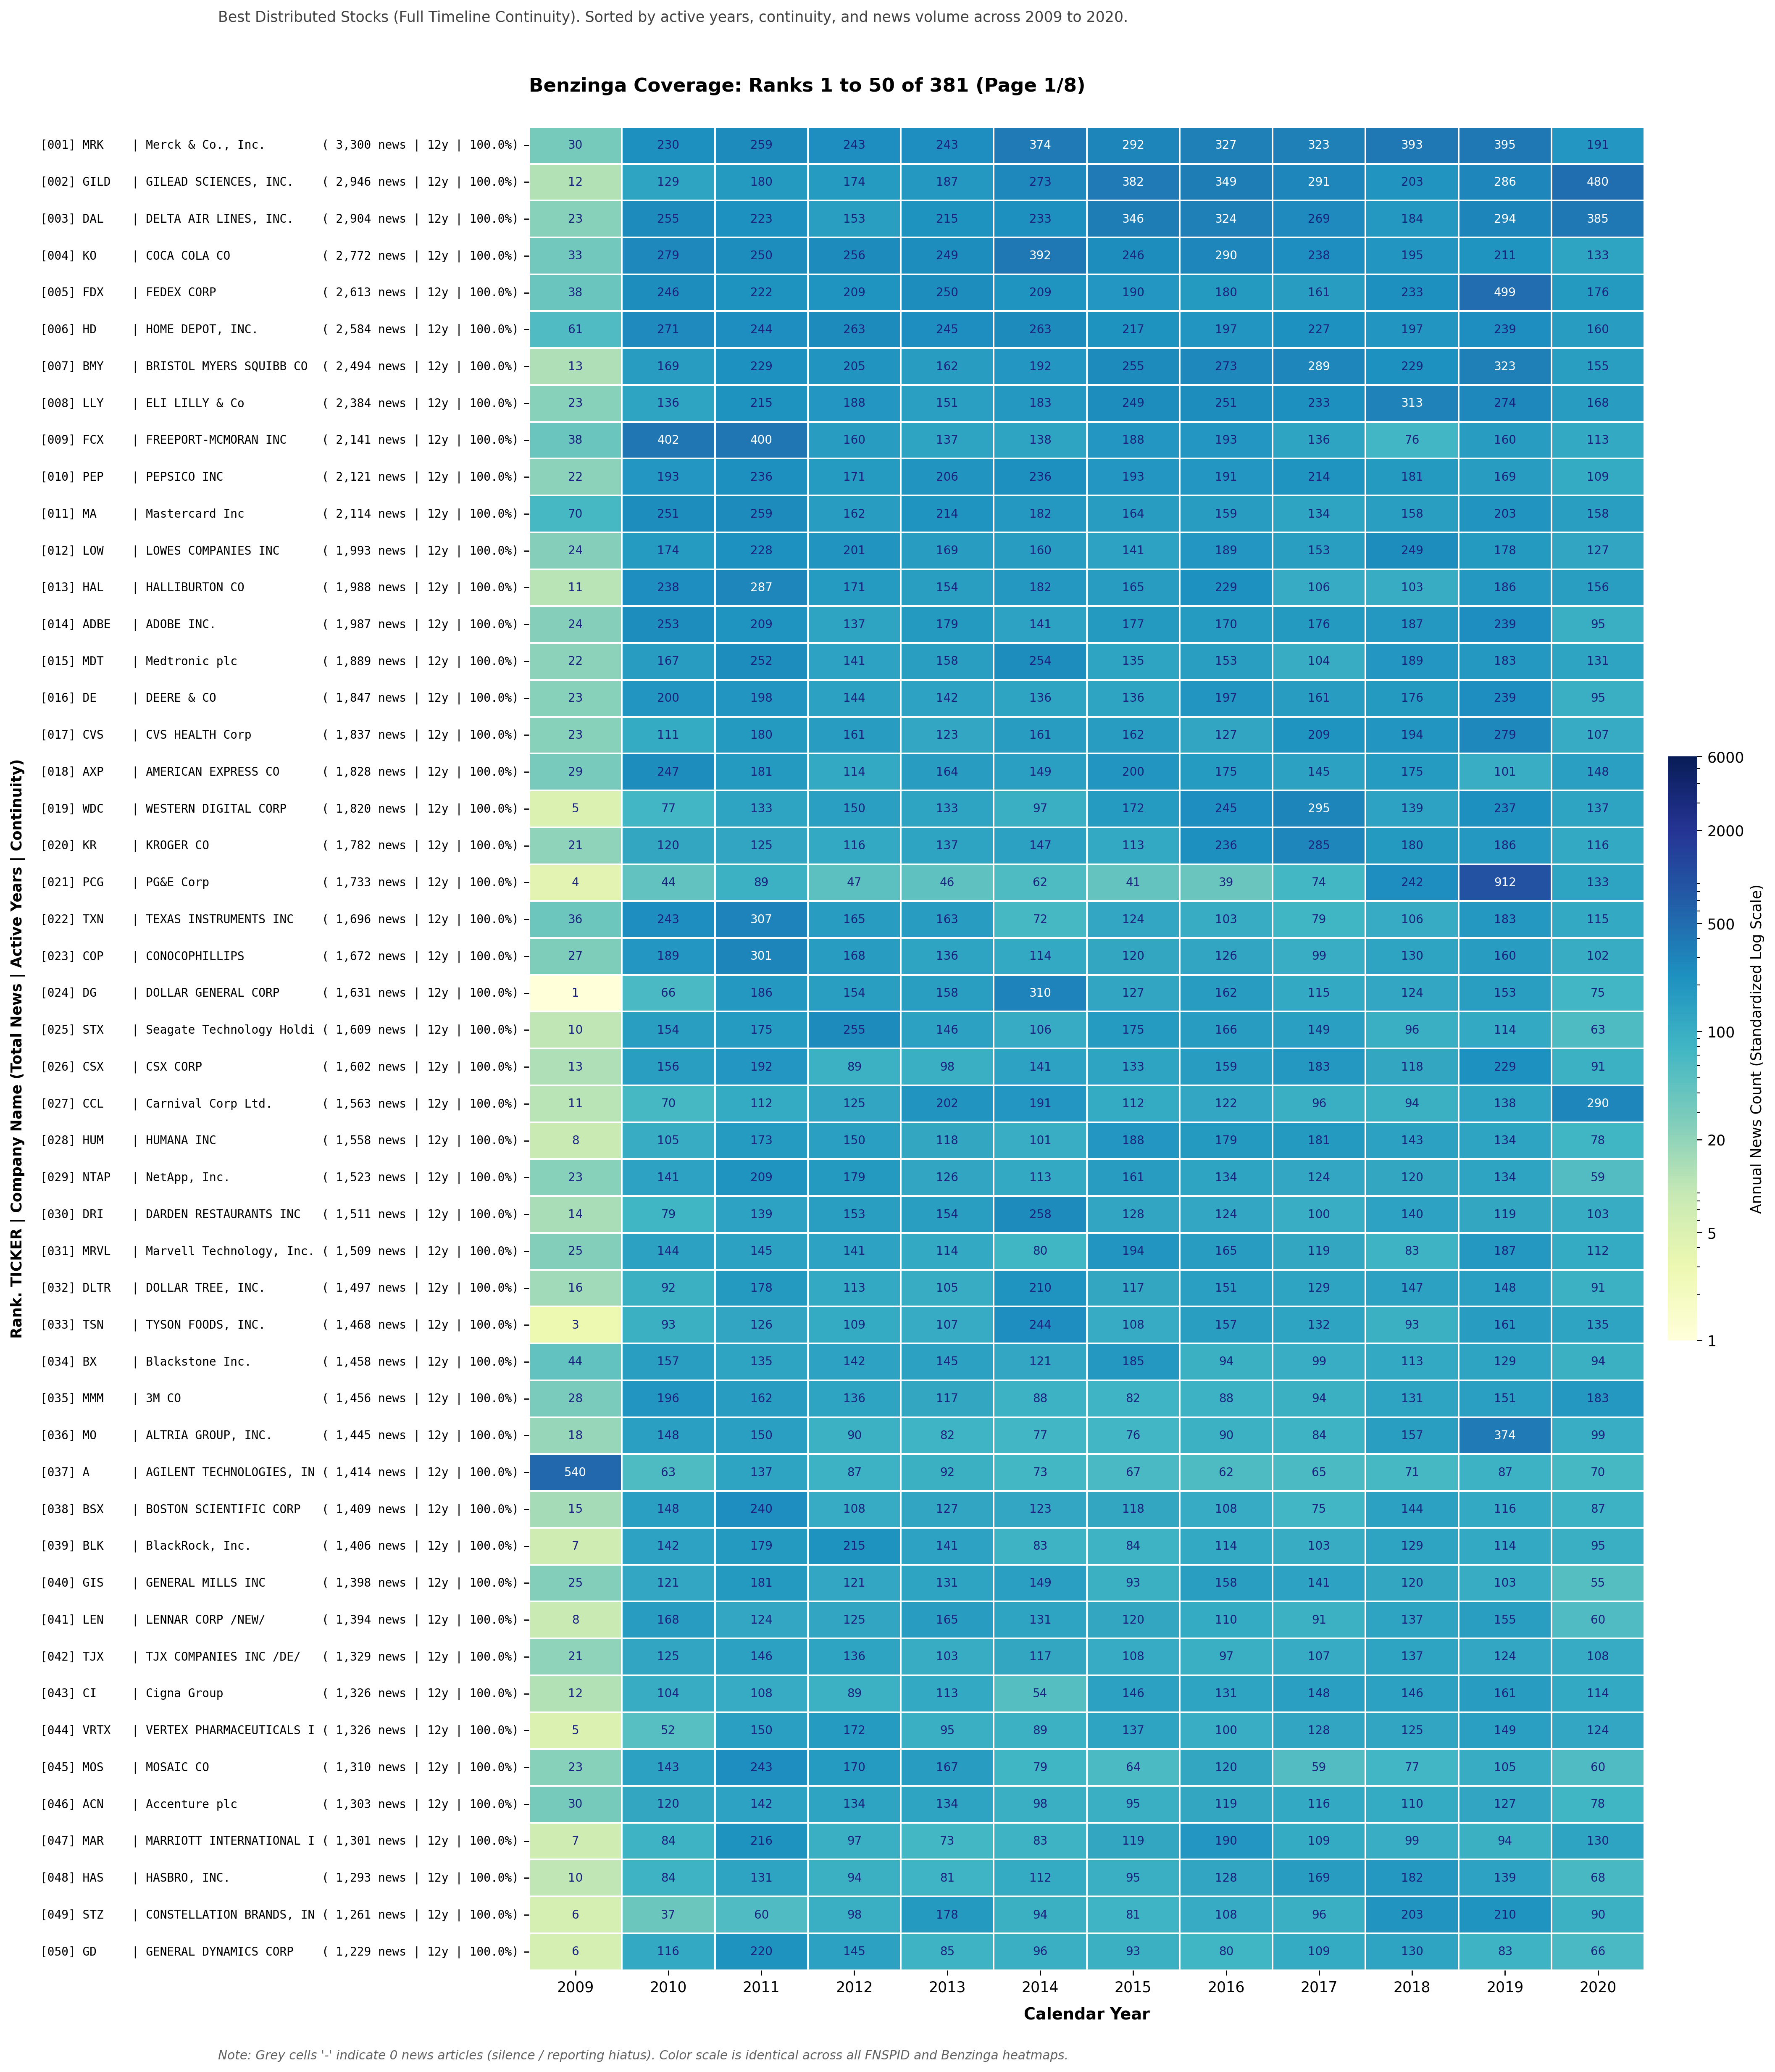 Best Distributed Stocks (Full Timeline Continuity). Sorted by active years, continuity, and news volume across 2009 to 2020.
Benzinga Coverage: Ranks 1 to 50 of 381 (Page 1/8)
[001] MRK | Merck & Co., Inc. ( 3,300 news | 12y | 100.0%) 30 230 259 243 243 374 292 327 323 393 395 191
[002] GILD | GILEAD SCIENCES, INC. ( 2,946 news | 12y | 100.0%) 12 129 180 174 187 273 382 349 291 203 286 480
[003] DAL | DELTA AIR LINES, INC. ( 2,904 news | 12y | 100.0%) 23 255 223 153 215 233 346 324 269 184 294 385
[004] KO | COCA COLA CO ( 2,772 news | 12y | 100.0%) 33 279 250 256 249 392 246 290 238 195 211 133
[005] FDX | FEDEX CORP ( 2,613 news | 12y | 100.0%) 38 246 222 209 250 209 190 180 161 233 499 176
[006] HD | HOME DEPOT, INC. ( 2,584 news | 12y | 100.0%) 61 271 244 263 245 263 217 197 227 197 239 160
[007] BMY | BRISTOL MYERS SQUIBB CO ( 2,494 news | 12y | 100.0%) 13 169 229 205 162 192 255 273 289 229 323 155
[008] LLY | ELI LILLY & Co ( 2,384 news | 12y | 100.0%) 23 136 215 188 151 183 249 251 233 313 274 168
[009] FCX | FREEPORT-MCMORAN INC ( 2,141 news | 12y | 100.0%) 38 402 400 160 137 138 188 193 136 76 160 113
[010] PEP | PEPSICO INC ( 2,121 news | 12y | 100.0%) 22 193 236 171 206 236 193 191 214 181 169 109
[011] MA | Mastercard Inc ( 2,114 news | 12y | 100.0%) 70 251 259 162 214 182 164 159 134 158 203 158
[012] LOW | LOWES COMPANIES INC ( 1,993 news | 12y | 100.0%) 24 174 228 201 169 160 141 189 153 249 178 127
[013] HAL | HALLIBURTON CO ( 1,988 news | 12y | 100.0%) 11 238 287 171 154 182 165 229 106 103 186 156
[014] ADBE | ADOBE INC. ( 1,987 news | 12y | 100.0%) 24 253 209 137 179 141 177 170 176 187 239 95
[015] MDT | Medtronic plc ( 1,889 news | 12y | 100.0%) 22 167 252 141 158 254 135 153 104 189 183 131
[016] DE | DEERE & CO ( 1,847 news | 12y | 100.0%) 23 200 198 144 142 136 136 197 161 176 239 95
[017] CVS | CVS HEALTH Corp ( 1,837 news | 12y | 100.0%) 23 111 180 161 123 161 162 127 209 194 279 107
[018] AXP | AMERICAN EXPRESS CO ( 1,828 news | 12y | 100.0%) 29 247 181 114 164 149 200 175 145 175 101 148
[019] WDC | WESTERN DIGITAL CORP ( 1,820 news | 12y | 100.0%) 5 77 133 150 133 97 172 245 295 139 237 137
[020] KR | KROGER CO ( 1,782 news | 12y | 100.0%) 21 120 125 116 137 147 113 236 285 180 186 116
[021] PCG | PG&E Corp ( 1,733 news | 12y | 100.0%) 4 44 89 47 46 62 41 39 74 242 912 133
[022] TXN | TEXAS INSTRUMENTS INC ( 1,696 news | 12y | 100.0%) 36 243 307 165 163 72 124 103 79 106 183 115
[023] COP | CONOCOPHILLIPS ( 1,672 news | 12y | 100.0%) 27 189 301 168 136 114 120 126 99 130 160 102
[024] DG | DOLLAR GENERAL CORP ( 1,631 news | 12y | 100.0%) 1 66 186 154 158 310 127 162 115 124 153 75
[025] STX | Seagate Technology Holdi ( 1,609 news | 12y | 100.0%) 10 154 175 255 146 106 175 166 149 96 114 63
[026] CSX | CSX CORP ( 1,602 news | 12y | 100.0%) 13 156 192 89 98 141 133 159 183 118 229 91
[027] CCL | Carnival Corp Ltd. ( 1,563 news | 12y | 100.0%) 11 70 112 125 202 191 112 122 96 94 138 290
[028] HUM | HUMANA INC ( 1,558 news | 12y | 100.0%) 8 105 173 150 118 101 188 179 181 143 134 78
[029] NTAP | NetApp, Inc. ( 1,523 news | 12y | 100.0%) 23 141 209 179 126 113 161 134 124 120 134 59
[030] DRI | DARDEN RESTAURANTS INC ( 1,511 news | 12y | 100.0%) 14 79 139 153 154 258 128 124 100 140 119 103
[031] MRVL | Marvell Technology, Inc. ( 1,509 news | 12y | 100.0%) 25 144 145 141 114 80 194 165 119 83 187 112
[032] DLTR | DOLLAR TREE, INC. ( 1,497 news | 12y | 100.0%) 16 92 178 113 105 210 117 151 129 147 148 91
[033] TSN | TYSON FOODS, INC. ( 1,468 news | 12y | 100.0%) 3 93 126 109 107 244 108 157 132 93 161 135
[034] BX | Blackstone Inc. ( 1,458 news | 12y | 100.0%) 44 157 135 142 145 121 185 94 99 113 129 94
[035] MMM | 3M CO ( 1,456 news | 12y | 100.0%) 28 196 162 136 117 88 82 88 94 131 151 183
[036] MO | ALTRIA GROUP, INC. ( 1,445 news | 12y | 100.0%) 18 148 150 90 82 77 76 90 84 157 374 99
[037] A | AGILENT TECHNOLOGIES, IN ( 1,414 news | 12y | 100.0%) 540 63 137 87 92 73 67 62 65 71 87 70
[038] BSX | BOSTON SCIENTIFIC CORP ( 1,409 news | 12y | 100.0%) 15 148 240 108 127 123 118 108 75 144 116 87
[039] BLK | BlackRock, Inc. ( 1,406 news | 12y | 100.0%) 7 142 179 215 141 83 84 114 103 129 114 95
[040] GIS | GENERAL MILLS INC ( 1,398 news | 12y | 100.0%) 25 121 181 121 131 149 93 158 141 120 103 55
[041] LEN | LENNAR CORP /NEW/ ( 1,394 news | 12y | 100.0%) 8 168 124 125 165 131 120 110 91 137 155 60
[042] TJX | TJX COMPANIES INC /DE/ ( 1,329 news | 12y | 100.0%) 21 125 146 136 103 117 108 97 107 137 124 108
[043] CI | Cigna Group ( 1,326 news | 12y | 100.0%) 12 104 108 89 113 54 146 131 148 146 161 114
[044] VRTX | VERTEX PHARMACEUTICALS I ( 1,326 news | 12y | 100.0%) 5 52 150 172 95 89 137 100 128 125 149 124
[045] MOS | MOSAIC CO ( 1,310 news | 12y | 100.0%) 23 143 243 170 167 79 64 120 59 77 105 60
[046] ACN | Accenture plc ( 1,303 news | 12y | 100.0%) 30 120 142 134 134 98 95 119 116 110 127 78
[047] MAR | MARRIOTT INTERNATIONAL I ( 1,301 news | 12y | 100.0%) 7 84 216 97 73 83 119 190 109 99 94 130
[048] HAS | HASBRO, INC. ( 1,293 news | 12y | 100.0%) 10 84 131 94 81 112 95 128 169 182 139 68
[049] STZ | CONSTELLATION BRANDS, IN ( 1,261 news | 12y | 100.0%) 6 37 60 98 178 94 81 108 96 203 210 90
[050] GD | GENERAL DYNAMICS CORP ( 1,229 news | 12y | 100.0%) 6 116 220 145 85 96 93 80 109 130 83 66
2009 2010 2011 2012 2013 2014 2015 2016 2017 2018 2019 2020
Calendar Year
Rank. TICKER | Company Name (Total News | Active Years | Continuity)
6000
2000
500
100
20
5
1
Annual News Count (Standardized Log Scale)
Note: Grey cells '-' indicate 0 news articles (silence / reporting hiatus). Color scale is identical across all FNSPID and Benzinga heatmaps.